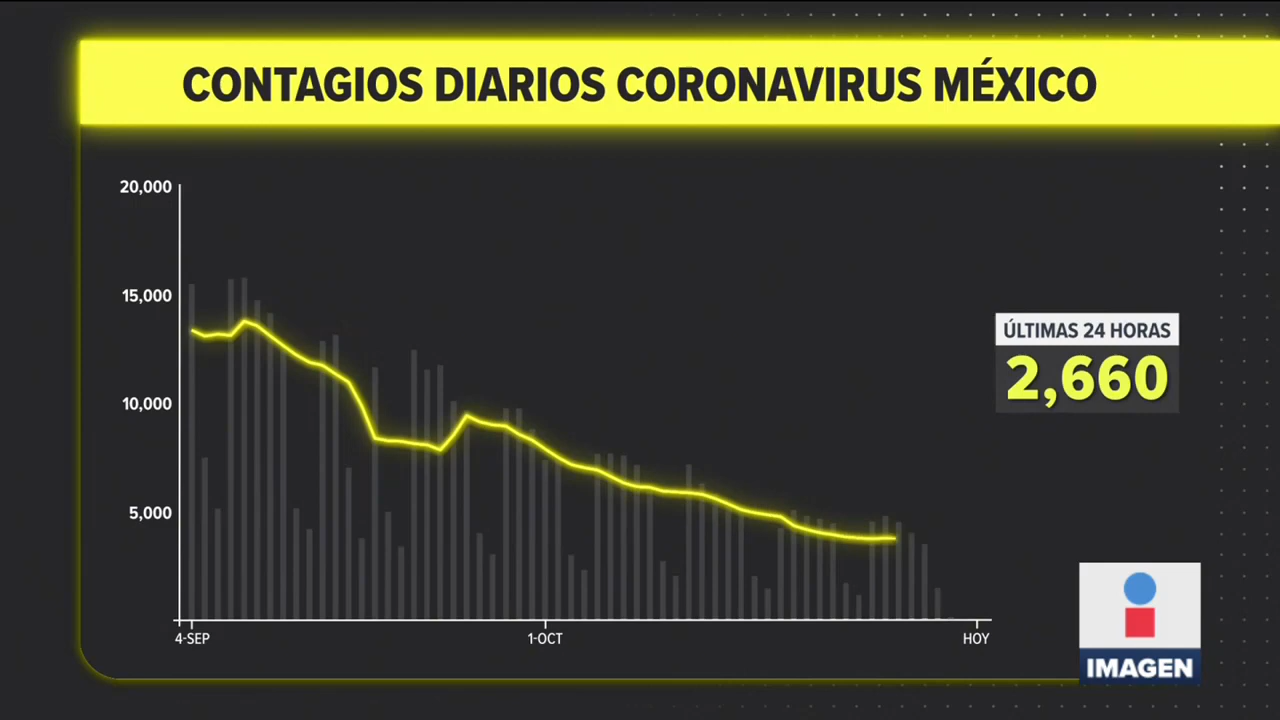 CONTAGIOS DIARIOS CORONAVIRUS MÉXICO
20,000
15,000
10,000
5,000
4-SEP
1-OCT
HOY
ÚLTIMAS 24 HORAS
2,660
IMAGEN